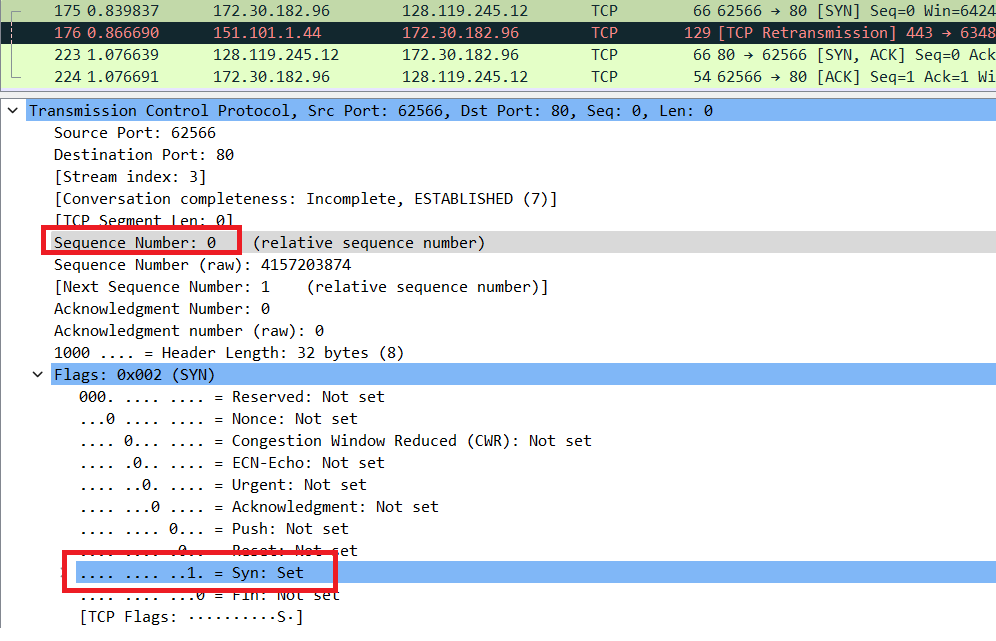 175 0.839837 172.30.182.96 128.119.245.12 TCP 66 62566 → 80 [SYN] Seq=0 Win=6424
176 0.866690 151.101.1.44 172.30.182.96 TCP 129 [TCP Retransmission] 443 → 6348
223 1.076639 128.119.245.12 172.30.182.96 TCP 66 80 → 62566 [SYN, ACK] Seq=0 Ack
224 1.076691 172.30.182.96 128.119.245.12 TCP 54 62566 → 80 [ACK] Seq=1 Ack=1 Wi
Transmission Control Protocol, Src Port: 62566, Dst Port: 80, Seq: 0, Len: 0
Source Port: 62566
Destination Port: 80
[Stream index: 3]
[Conversation completeness: Incomplete, ESTABLISHED (7)]
[TCP Segment Len: 0]
Sequence Number: 0 (relative sequence number)
Sequence Number (raw): 4157203874
[Next Sequence Number: 1 (relative sequence number)]
Acknowledgment Number: 0
Acknowledgment number (raw): 0
1000 .... = Header Length: 32 bytes (8)
Flags: 0x002 (SYN)
000. .... .... = Reserved: Not set
...0 .... .... = Nonce: Not set
.... 0... .... = Congestion Window Reduced (CWR): Not set
.... .0.. .... = ECN-Echo: Not set
.... ..0. .... = Urgent: Not set
.... ...0 .... = Acknowledgment: Not set
.... .... 0... = Push: Not set
.... .... .0.. = Reset: Not set
.... .... ..1. = Syn: Set
.... .... ...0 = Fin: Not set
[TCP Flags: ··········S·]